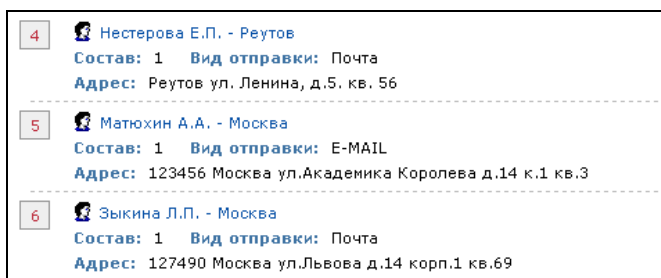 4 Нестерова Е.П. - Реутов
Состав: 1 Вид отправки: Почта
Адрес: Реутов ул. Ленина, д.5. кв. 56
5 Матюхин А.А. - Москва
Состав: 1 Вид отправки: E-MAIL
Адрес: 123456 Москва ул.Академика Королева д.14 к.1 кв.3
6 Зыкина Л.П. - Москва
Состав: 1 Вид отправки: Почта
Адрес: 127490 Москва ул.Львова д.14 корп.1 кв.69